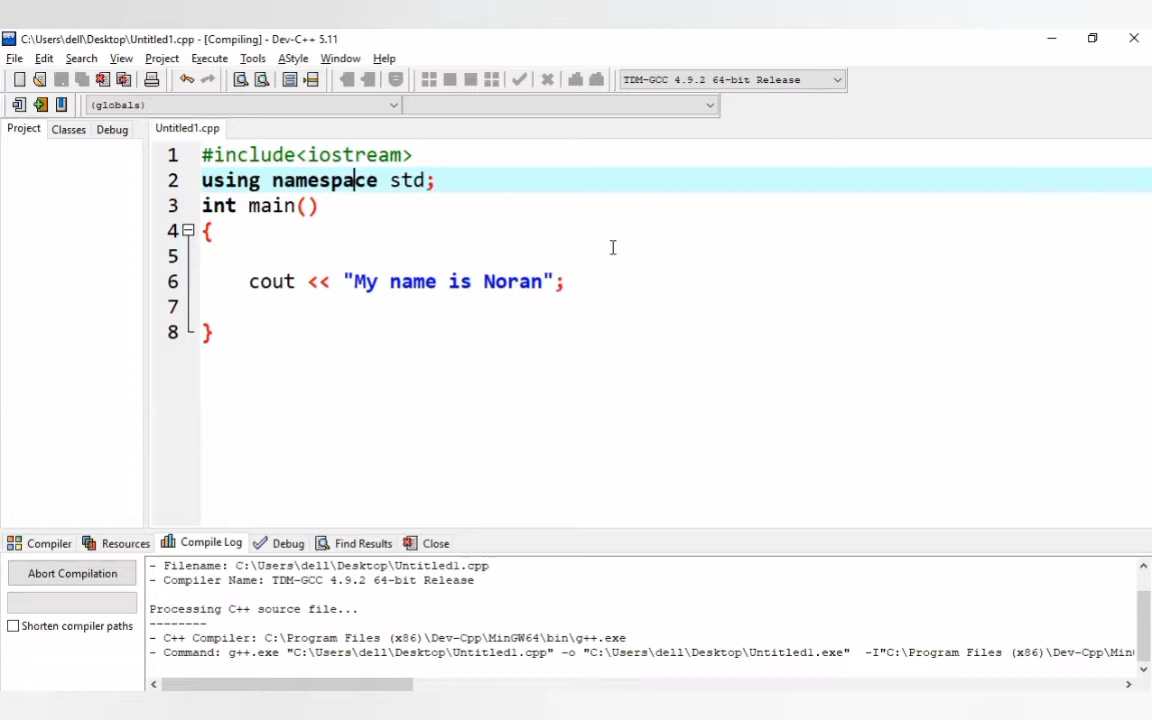 C:\Users\dell\Desktop\Untitled1.cpp - [Compiling] - Dev-C++ 5.11
File Edit Search View Project Execute Tools AStyle Window Help
TDM-GCC 4.9.2 64-bit Release
(globals)
Project Classes Debug Untitled1.cpp
1 #include<iostream>
2 using namespace std;
3 int main()
4 {
5
6 cout << "My name is Noran";
7
8 }
Compiler Resources Compile Log Debug Find Results Close
Abort Compilation
Shorten compiler paths
- Filename: C:\Users\dell\Desktop\Untitled1.cpp
- Compiler Name: TDM-GCC 4.9.2 64-bit Release
Processing C++ source file...
--------
- C++ Compiler: C:\Program Files (x86)\Dev-Cpp\MinGW64\bin\g++.exe
- Command: g++.exe "C:\Users\dell\Desktop\Untitled1.cpp" -o "C:\Users\dell\Desktop\Untitled1.exe" -I"C:\Program Files (x86)\Dev-Cpp\Min